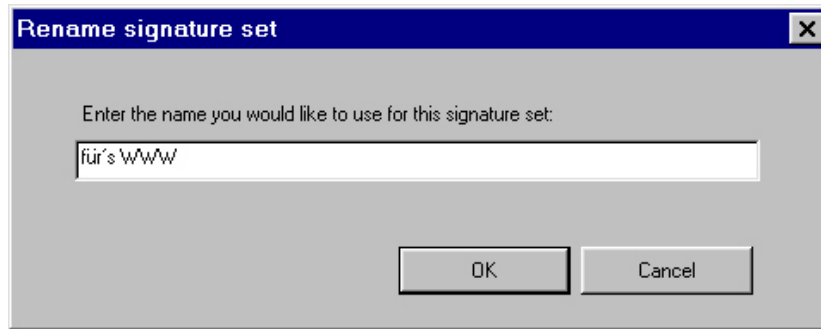 Rename signature set
Enter the name you would like to use for this signature set:
für´s WWW
OK
Cancel